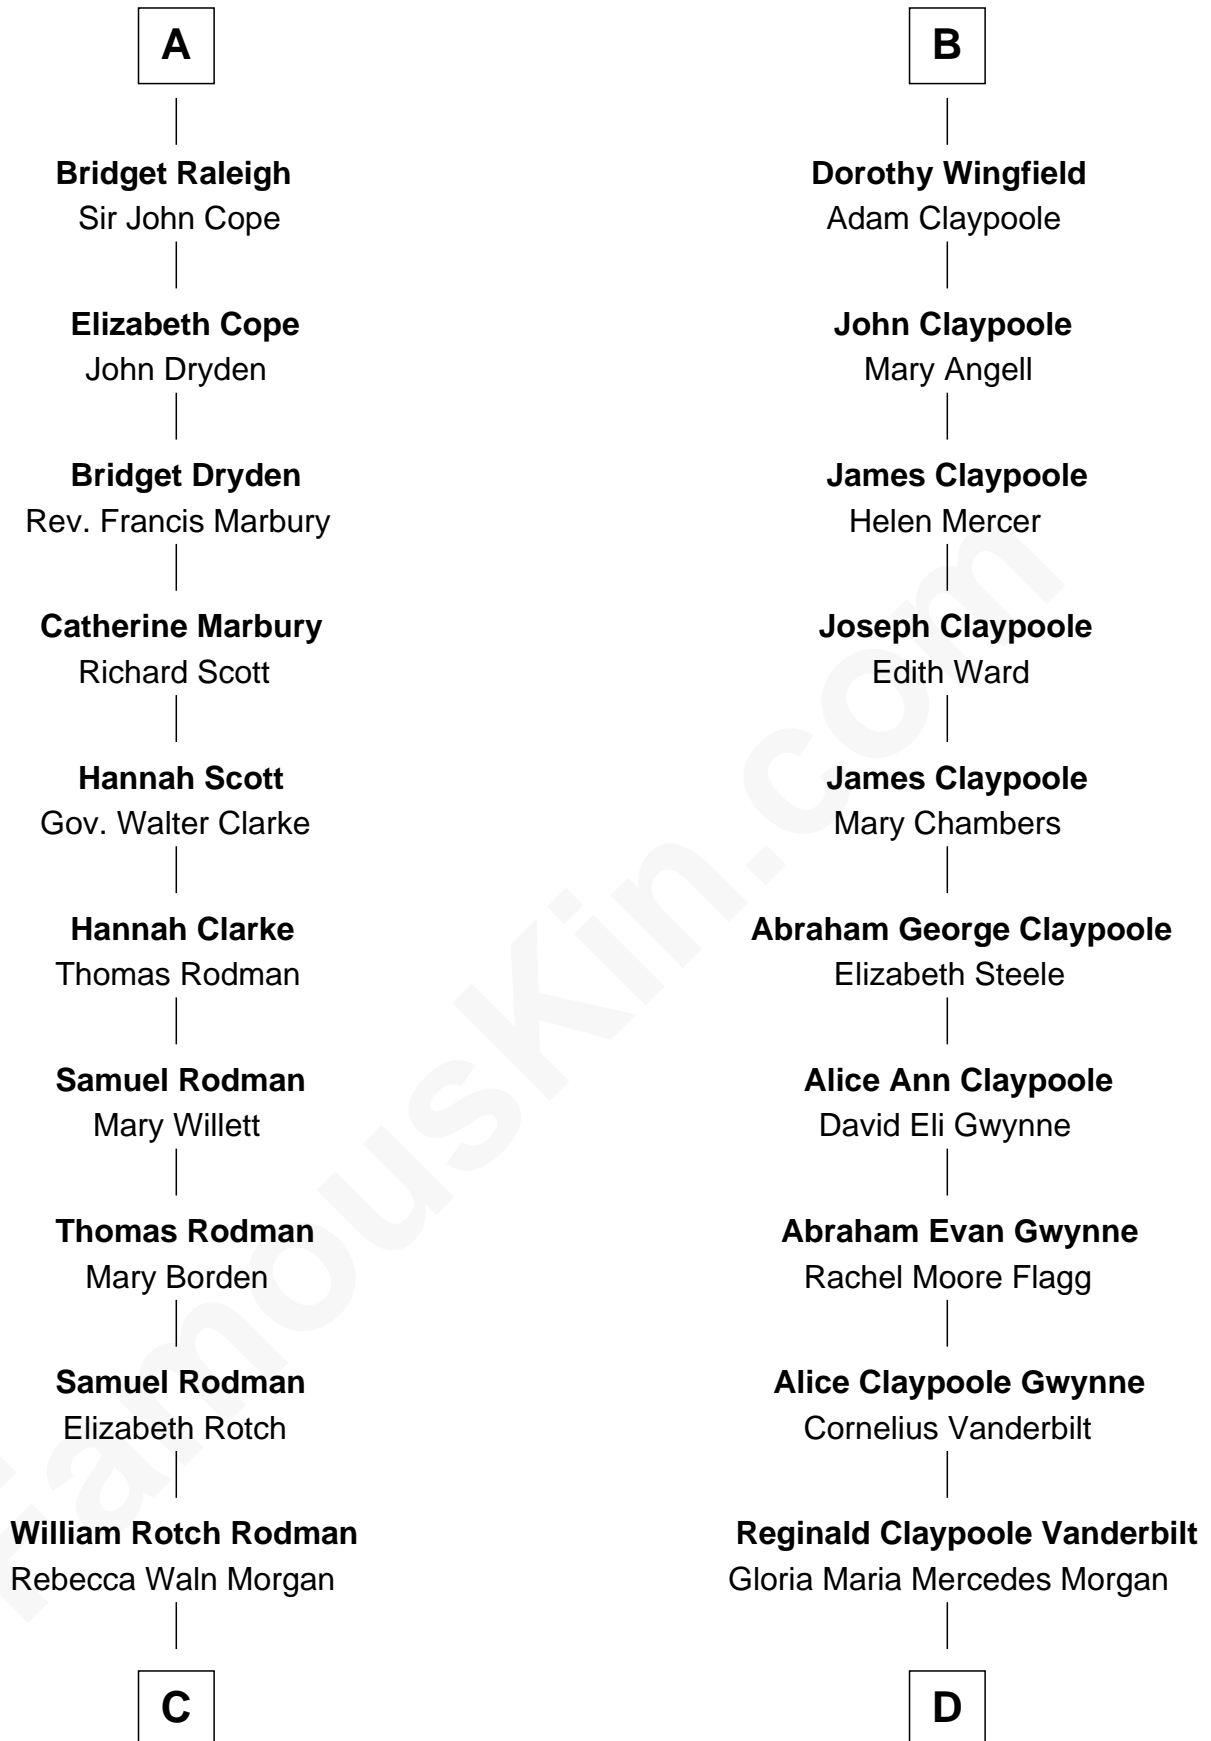 A
Bridget Raleigh
Sir John Cope
Elizabeth Cope
John Dryden
Bridget Dryden
Rev. Francis Marbury
Catherine Marbury
Richard Scott
Hannah Scott
Gov. Walter Clarke
Hannah Clarke
Thomas Rodman
Samuel Rodman
Mary Willett
Thomas Rodman
Mary Borden
Samuel Rodman
Elizabeth Rotch
William Rotch Rodman
Rebecca Waln Morgan
C
B
Dorothy Wingfield
Adam Claypoole
John Claypoole
Mary Angell
James Claypoole
Helen Mercer
Joseph Claypoole
Edith Ward
James Claypoole
Mary Chambers
Abraham George Claypoole
Elizabeth Steele
Alice Ann Claypoole
David Eli Gwynne
Abraham Evan Gwynne
Rachel Moore Flagg
Alice Claypoole Gwynne
Cornelius Vanderbilt
Reginald Claypoole Vanderbilt
Gloria Maria Mercedes Morgan
D
FamousKin.com